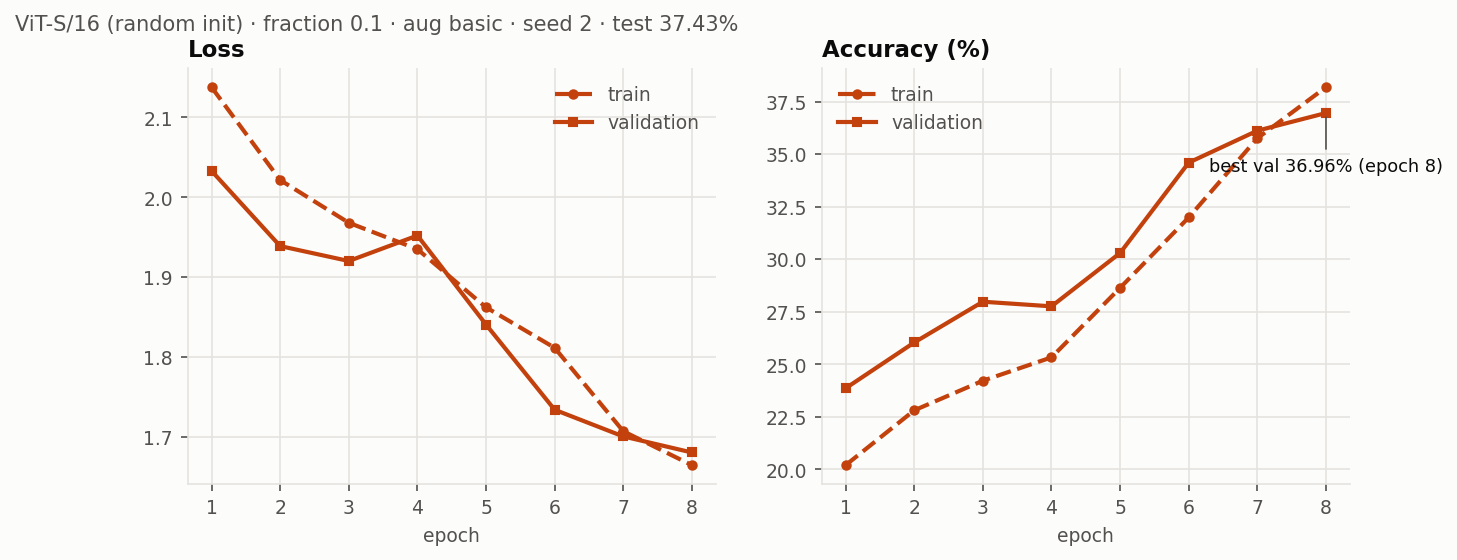 ViT-S/16 (random init) · fraction 0.1 · aug basic · seed 2 · test 37.43%
Loss
train
validation
2.1
2.0
1.9
1.8
1.7
1 2 3 4 5 6 7 8
epoch
Accuracy (%)
train
validation
best val 36.96% (epoch 8)
37.5
35.0
32.5
30.0
27.5
25.0
22.5
20.0
1 2 3 4 5 6 7 8
epoch